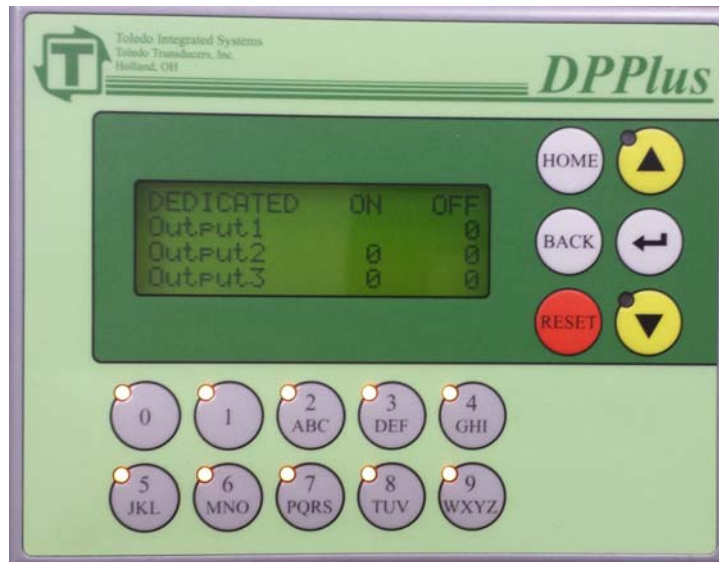 T
Toledo Integrated Systems
Toledo Transducers, Inc.
Holland, OH
DPPlus
DEDICATED ON OFF
Output1 0
Output2 0 0
Output3 0 0
HOME
BACK
RESET
0
1
2
ABC
3
DEF
4
GHI
5
JKL
6
MNO
7
PQRS
8
TUV
9
WXYZ